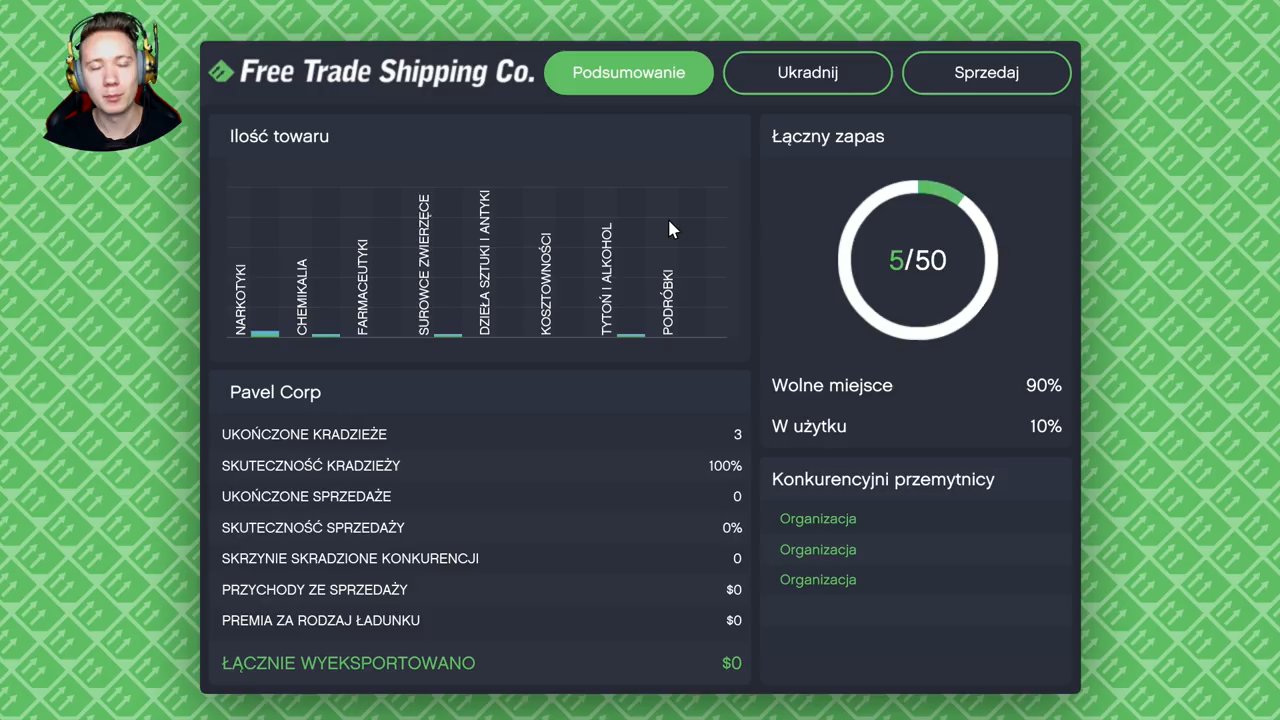 Free Trade Shipping Co.
Podsumowanie
Ukradnij
Sprzedaj
Ilość towaru
NARKOTYKI
CHEMIKALIA
FARMACEUTYKI
SUROWCE ZWIERZĘCE
DZIEŁA SZTUKI I ANTYKI
KOSZTOWNOŚCI
TYTOŃ I ALKOHOL
PODRÓBKI
Łączny zapas
5/50
Wolne miejsce 90%
W użytku 10%
Pavel Corp
UKOŃCZONE KRADZIEŻE 3
SKUTECZNOŚĆ KRADZIEŻY 100%
UKOŃCZONE SPRZEDAŻE 0
SKUTECZNOŚĆ SPRZEDAŻY 0%
SKRZYNIE SKRADZIONE KONKURENCJI 0
PRZYCHODY ZE SPRZEDAŻY $0
PREMIA ZA RODZAJ ŁADUNKU $0
ŁĄCZNIE WYEKSPORTOWANO $0
Konkurencyjni przemytnicy
Organizacja
Organizacja
Organizacja